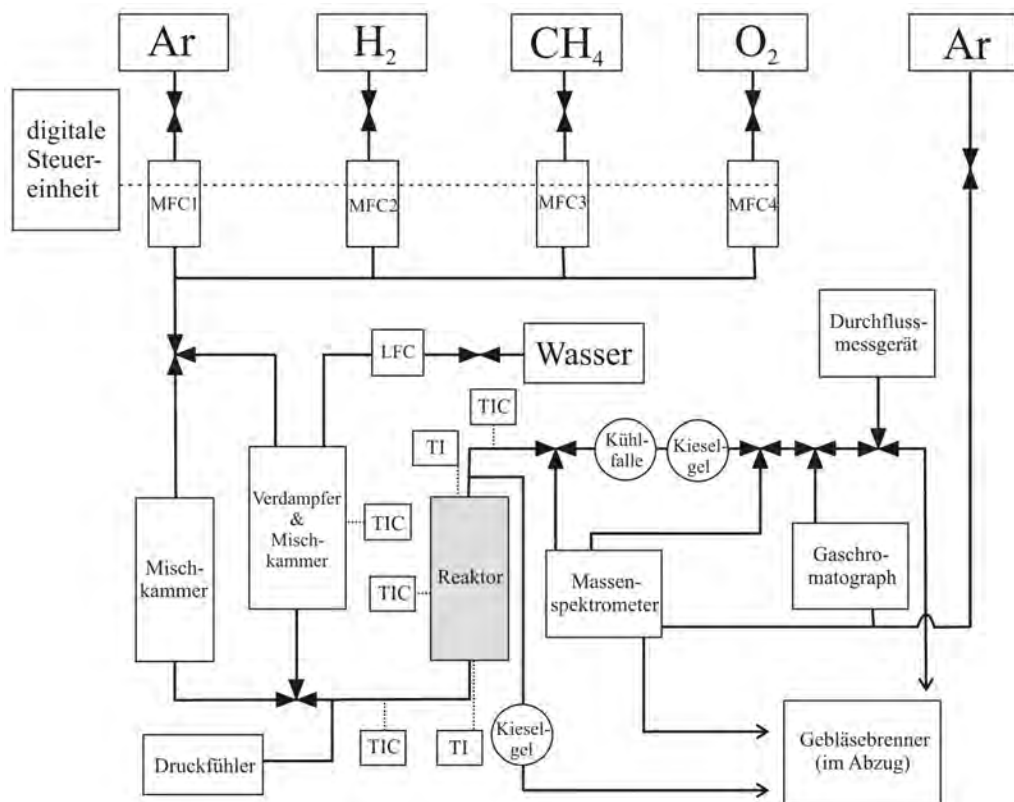 Ar
H₂
CH₄
O₂
Ar
digitale
Steuer-
einheit
MFC1
MFC2
MFC3
MFC4
Durchfluss-
messgerät
LFC
Wasser
TIC
TI
Kühl-
falle
Kiesel-
gel
Verdampfer
&
Misch-
kammer
TIC
Misch-
kammer
Reaktor
TIC
Massen-
spektrometer
Gaschro-
matograph
Druckfühler
TIC
TI
Kiesel-
gel
Gebläsebrenner
(im Abzug)